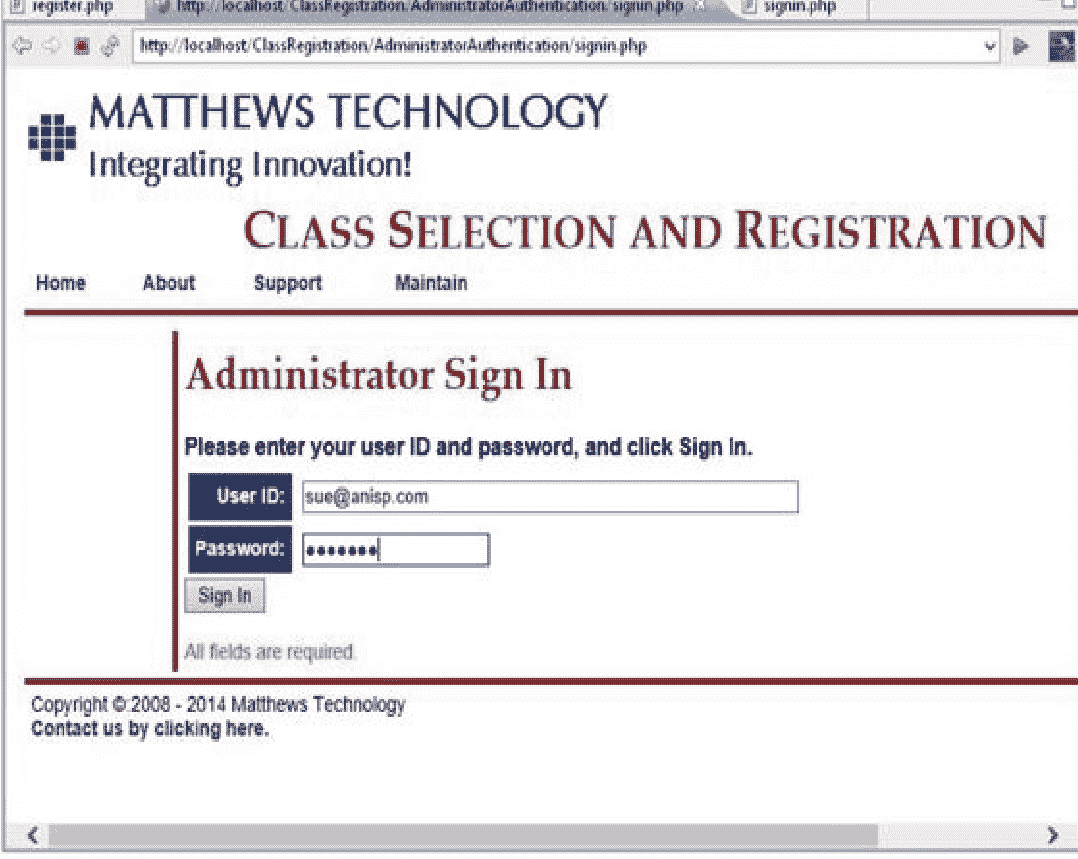 register.php http://localhost/ClassRegistration/AdministratorAuthentication/signin.php signin.php
http://localhost/ClassRegistration/AdministratorAuthentication/signin.php
MATTHEWS TECHNOLOGY
Integrating Innovation!
CLASS SELECTION AND REGISTRATION
Home About Support Maintain
Administrator Sign In
Please enter your user ID and password, and click Sign In.
User ID: sue@anisp.com
Password: •••••••
Sign In
All fields are required.
Copyright © 2008 - 2014 Matthews Technology
Contact us by clicking here.